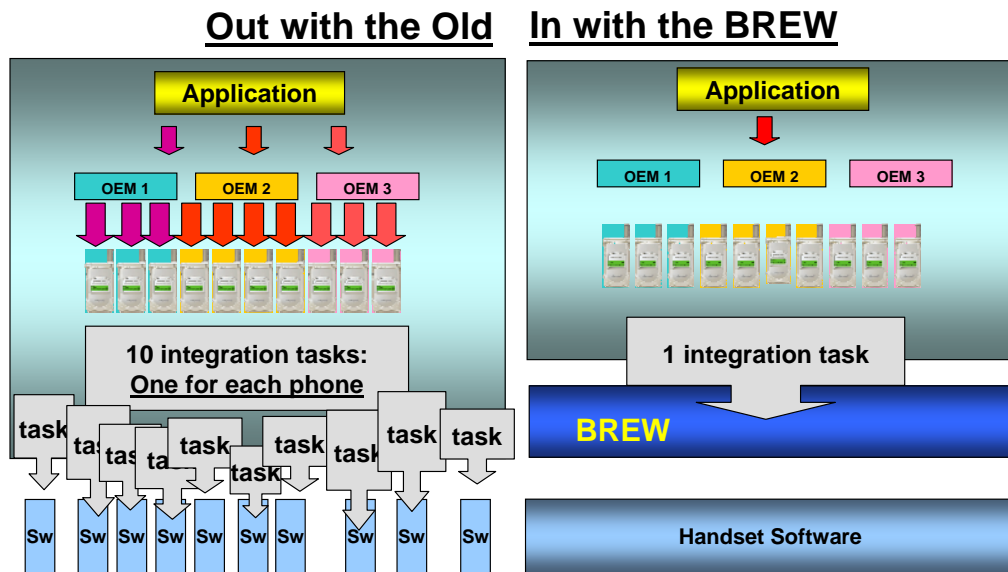 Out with the Old
Application
OEM 1
OEM 2
OEM 3
10 integration tasks:
One for each phone
task
tas
tas
task
task
task
task
task
task
task
Sw
Sw
Sw
Sw
Sw
Sw
Sw
Sw
Sw
Sw
In with the BREW
Application
OEM 1
OEM 2
OEM 3
1 integration task
BREW
Handset Software